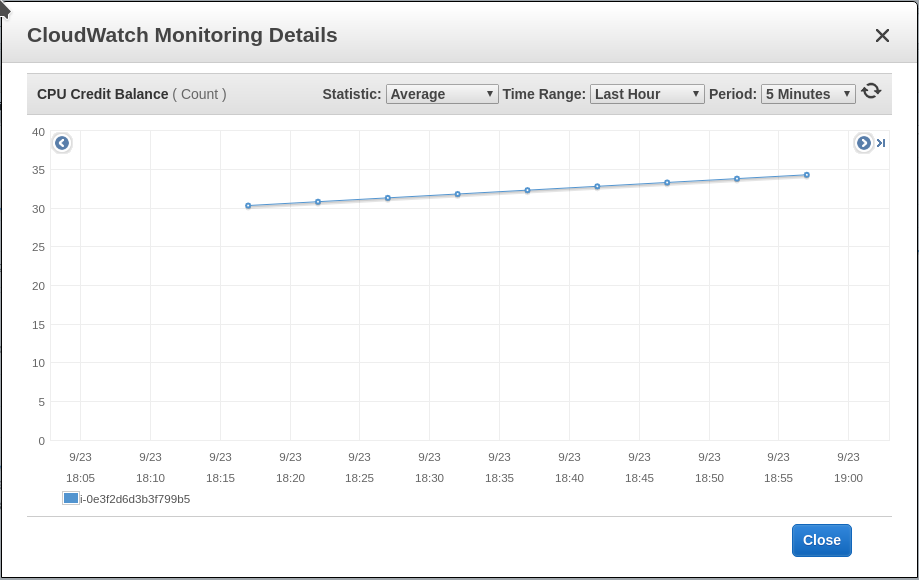 CloudWatch Monitoring Details
CPU Credit Balance ( Count ) Statistic: Average Time Range: Last Hour Period: 5 Minutes
40
35
30
25
20
15
10
5
0
9/23 9/23 9/23 9/23 9/23 9/23 9/23 9/23 9/23 9/23 9/23 9/23
18:05 18:10 18:15 18:20 18:25 18:30 18:35 18:40 18:45 18:50 18:55 19:00
i-0e3f2d6d3b3f799b5
Close